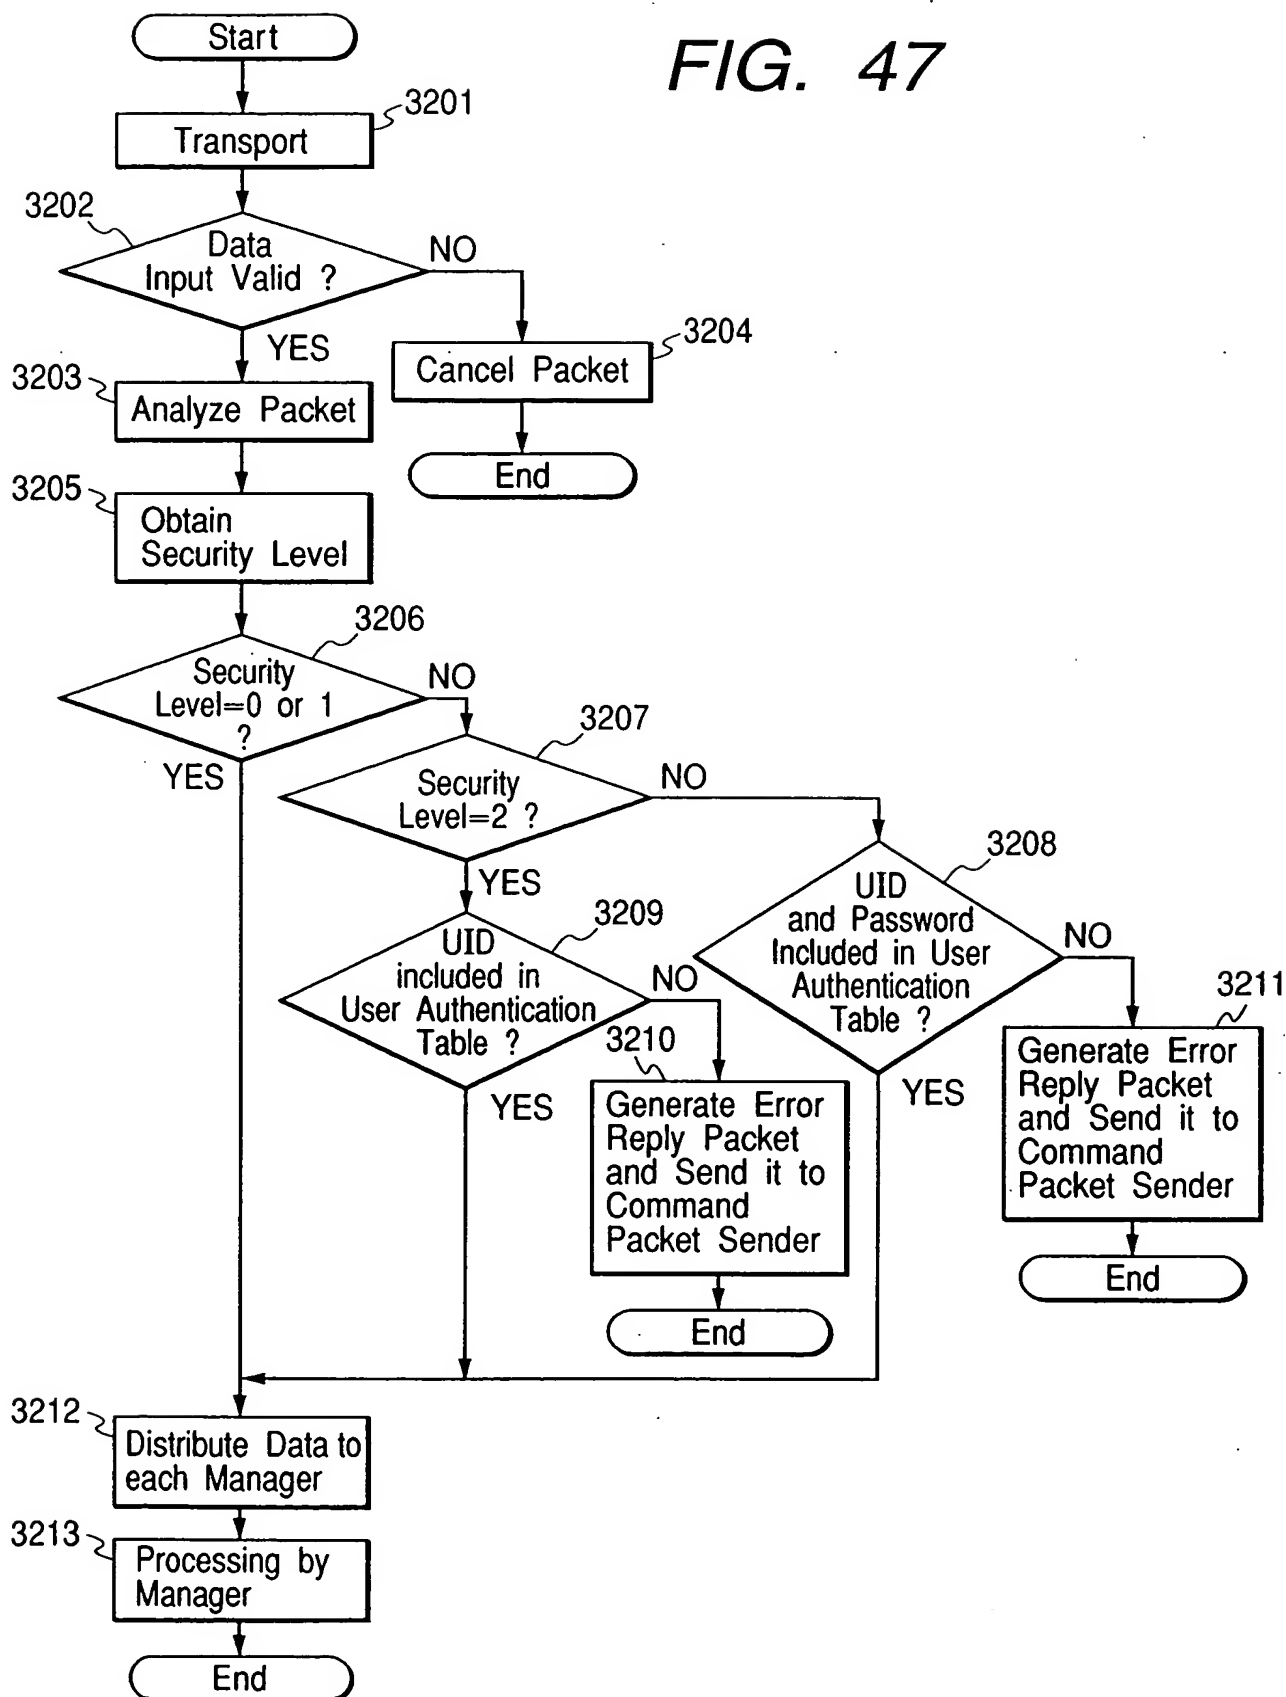 FIG. 47
Start
3201
Transport
3202
Data
Input Valid ?
NO
YES
3204
Cancel Packet
End
3203
Analyze Packet
3205
Obtain
Security Level
3206
Security
Level=0 or 1
?
NO
YES
3207
Security
Level=2 ?
NO
YES
3208
UID
and Password
Included in User
Authentication
Table ?
NO
YES
3209
UID
included in
User Authentication
Table ?
NO
YES
3210
Generate Error
Reply Packet
and Send it to
Command
Packet Sender
End
3211
Generate Error
Reply Packet
and Send it to
Command
Packet Sender
End
3212
Distribute Data to
each Manager
3213
Processing by
Manager
End